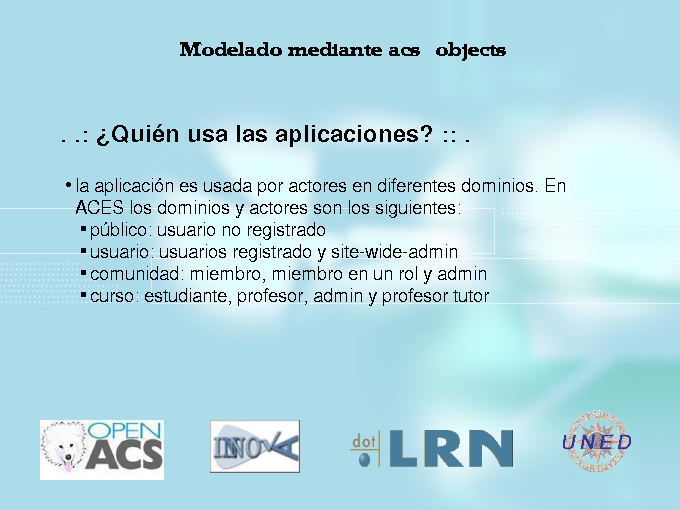 Modelado mediante acs objects
. .: ¿Quién usa las aplicaciones? :: .
• la aplicación es usada por actores en diferentes dominios. En
ACES los dominios y actores son los siguientes:
▪ público: usuario no registrado
▪ usuario: usuarios registrado y site-wide-admin
▪ comunidad: miembro, miembro en un rol y admin
▪ curso: estudiante, profesor, admin y profesor tutor
OPEN
ACS
INNOVA
dot LRN
UNED